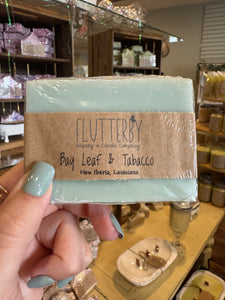 FLUTTERBY
Soapery & Candle Company
Bay Leaf & Tobacco
New Iberia, Louisiana